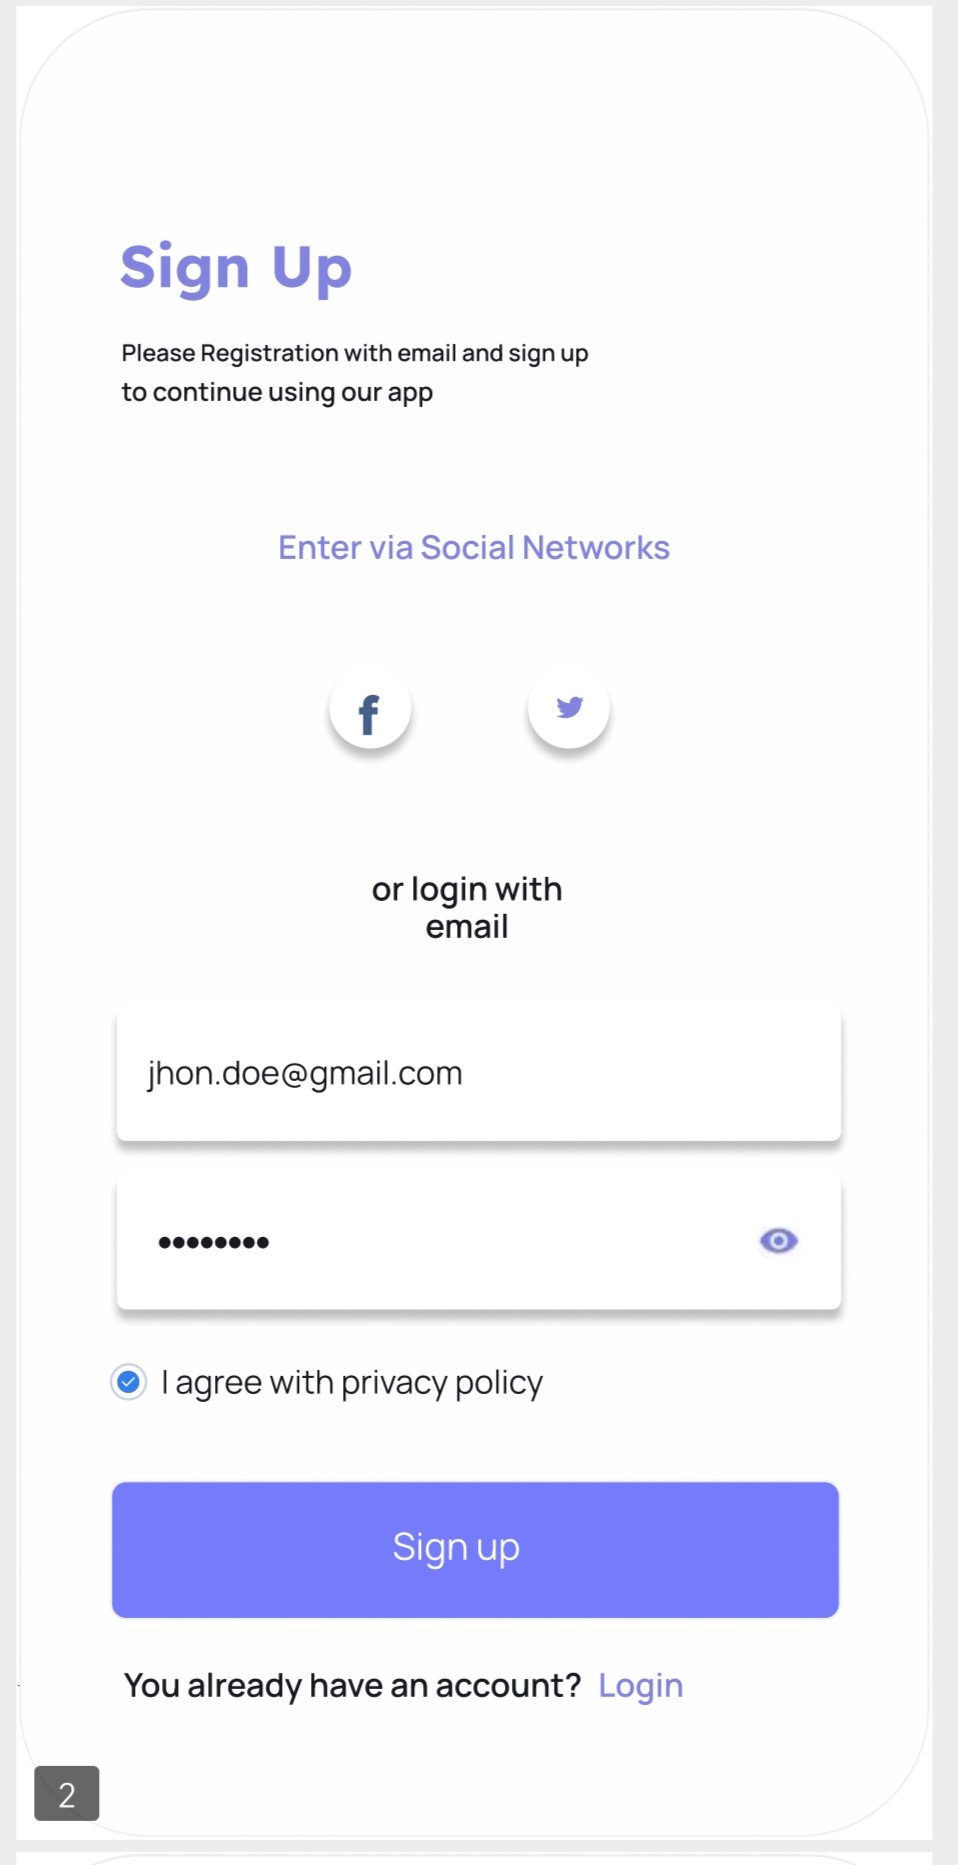 Sign Up
Please Registration with email and sign up
to continue using our app
Enter via Social Networks
f
or login with
email
jhon.doe@gmail.com
••••••••
I agree with privacy policy
Sign up
You already have an account? Login
2